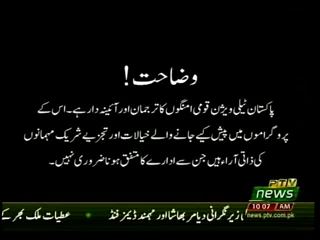 وضاحت!
پاکستان ٹیلی ویژن قومی امنگوں کا ترجمان اور آئینہ دار ہے۔ اس کے
پروگراموں میں پیش کیے جانے والے خیالات اور تجزیے شریک مہمانوں
کی ذاتی آراء ہیں جن سے ادارے کا متفق ہونا ضروری نہیں۔
PTV
news
10:07 AM
www.ptv.com.pk
زیر نگرانی دیامر بھاشا اور مہمند ڈیمز فنڈ
عطیات ملک بھر کے